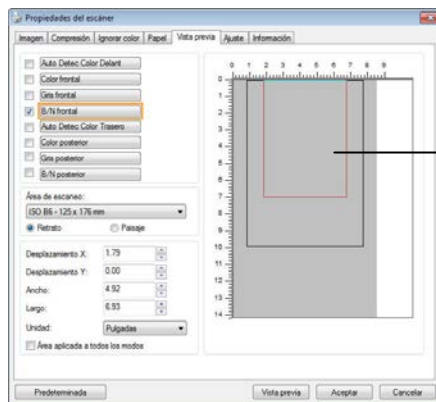 Propiedades del escáner
Imagen Compresión Ignorar color Papel Vista previa Ajuste Información
Auto Detec Color Delant
Color frontal
Gris frontal
B/N frontal
Auto Detec Color Trasero
Color posterior
Gris posterior
B/N posterior
Área de escaneo:
ISO B6 - 125 x 176 mm
Retrato Paisaje
Desplazamiento X: 1.79
Desplazamiento Y: 0.00
Ancho: 4.92
Largo: 6.93
Unidad: Pulgadas
Área aplicada a todos los modos
0 1 2 3 4 5 6 7 8 9
0
1
2
3
4
5
6
7
8
9
10
11
12
13
14
Predeterminada Vista previa Aceptar Cancelar